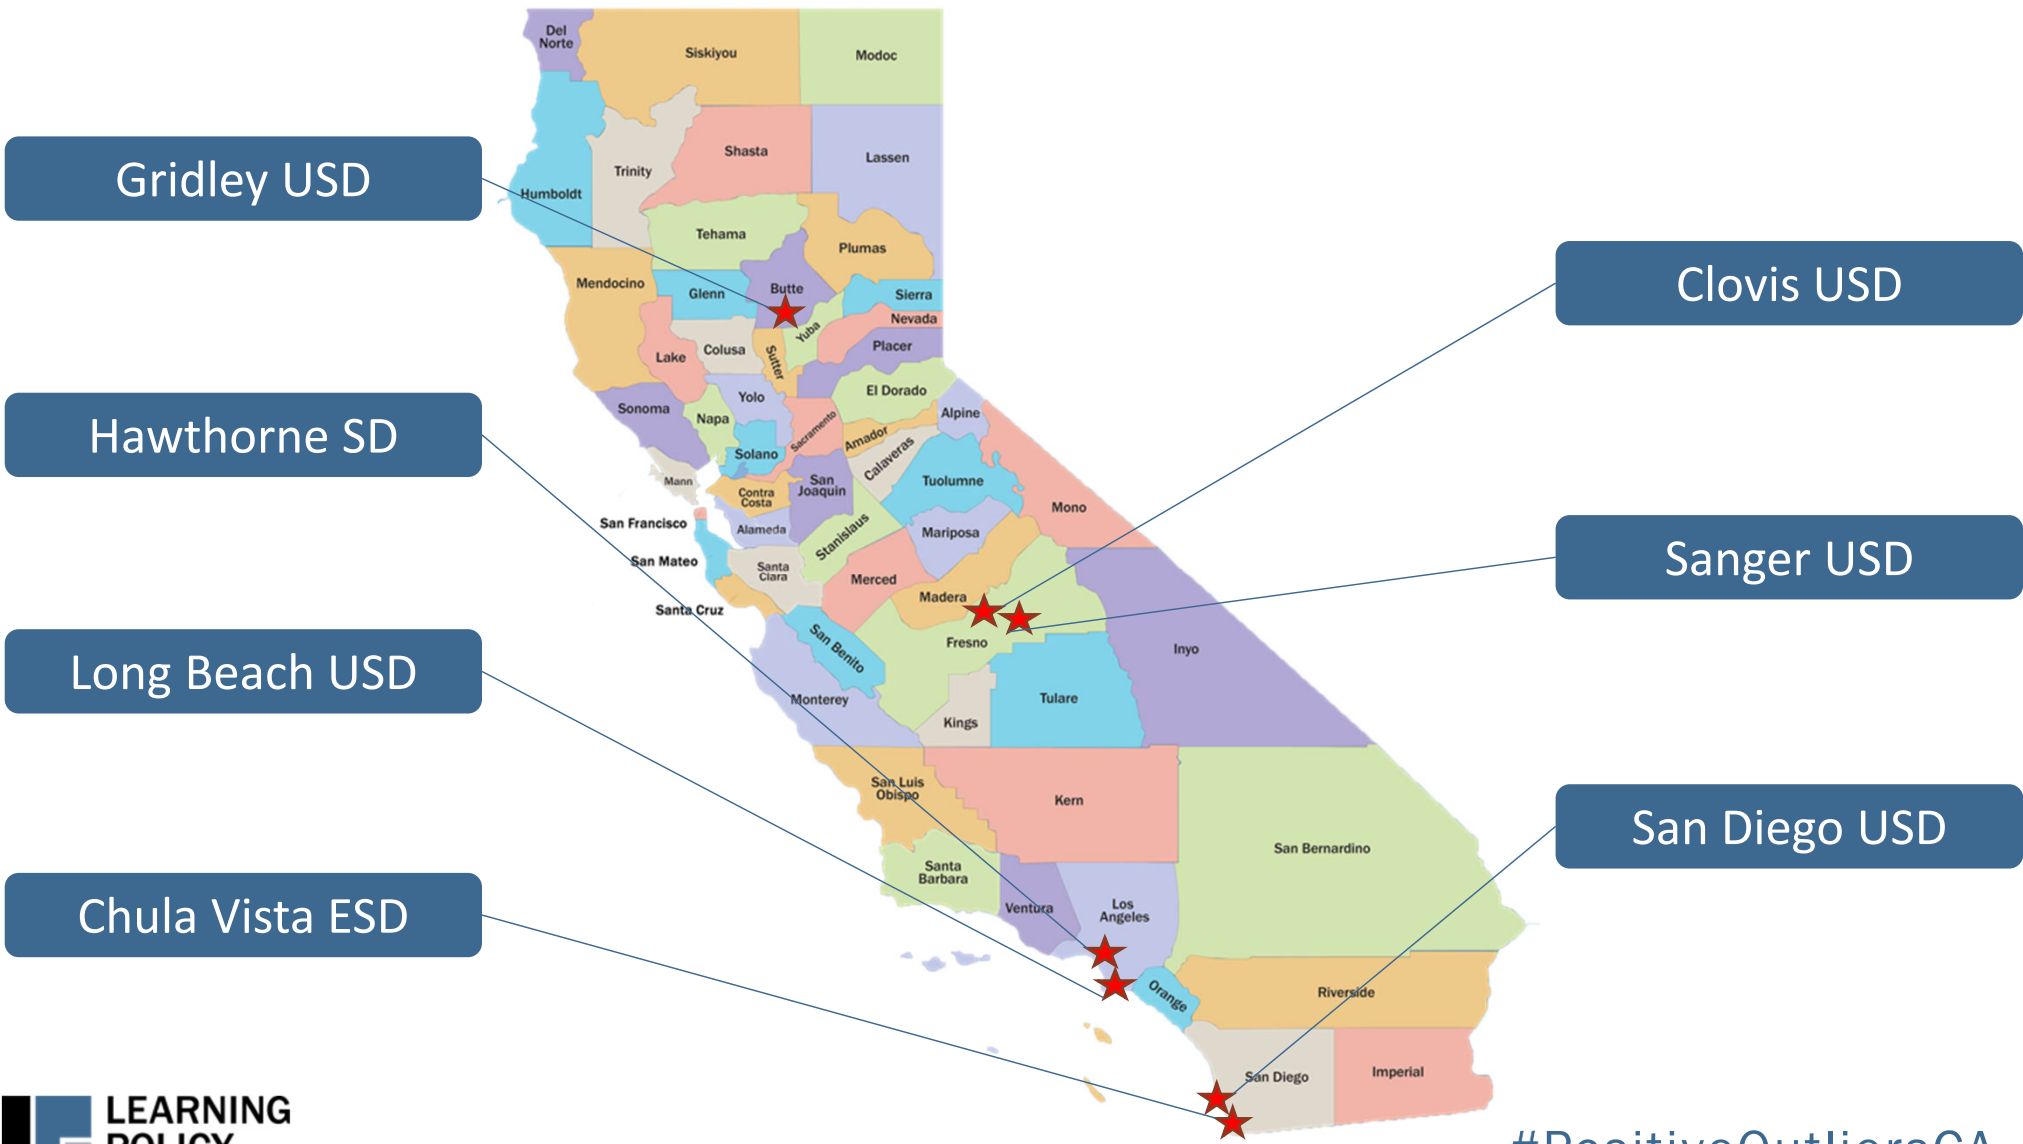 Del
Norte
Siskiyou
Modoc
Humboldt
Trinity
Shasta
Lassen
Tehama
Plumas
Mendocino
Glenn
Butte
Sierra
Nevada
Yuba
Placer
Lake
Colusa
Sutter
El Dorado
Sonoma
Napa
Yolo
Sacramento
Alpine
Amador
Solano
Calaveras
Mann
Contra
Costa
San
Joaquin
Tuolumne
Mono
San Francisco
Alameda
Stanislaus
Mariposa
San Mateo
Santa
Clara
Merced
Madera
Santa Cruz
San Benito
Fresno
Inyo
Monterey
Kings
Tulare
San Luis
Obispo
Kern
San Bernardino
Santa
Barbara
Ventura
Los
Angeles
Orange
Riverside
San Diego
Imperial
Gridley USD
Hawthorne SD
Long Beach USD
Chula Vista ESD
Clovis USD
Sanger USD
San Diego USD
LEARNING
POLICY
#PositiveOutliersCA